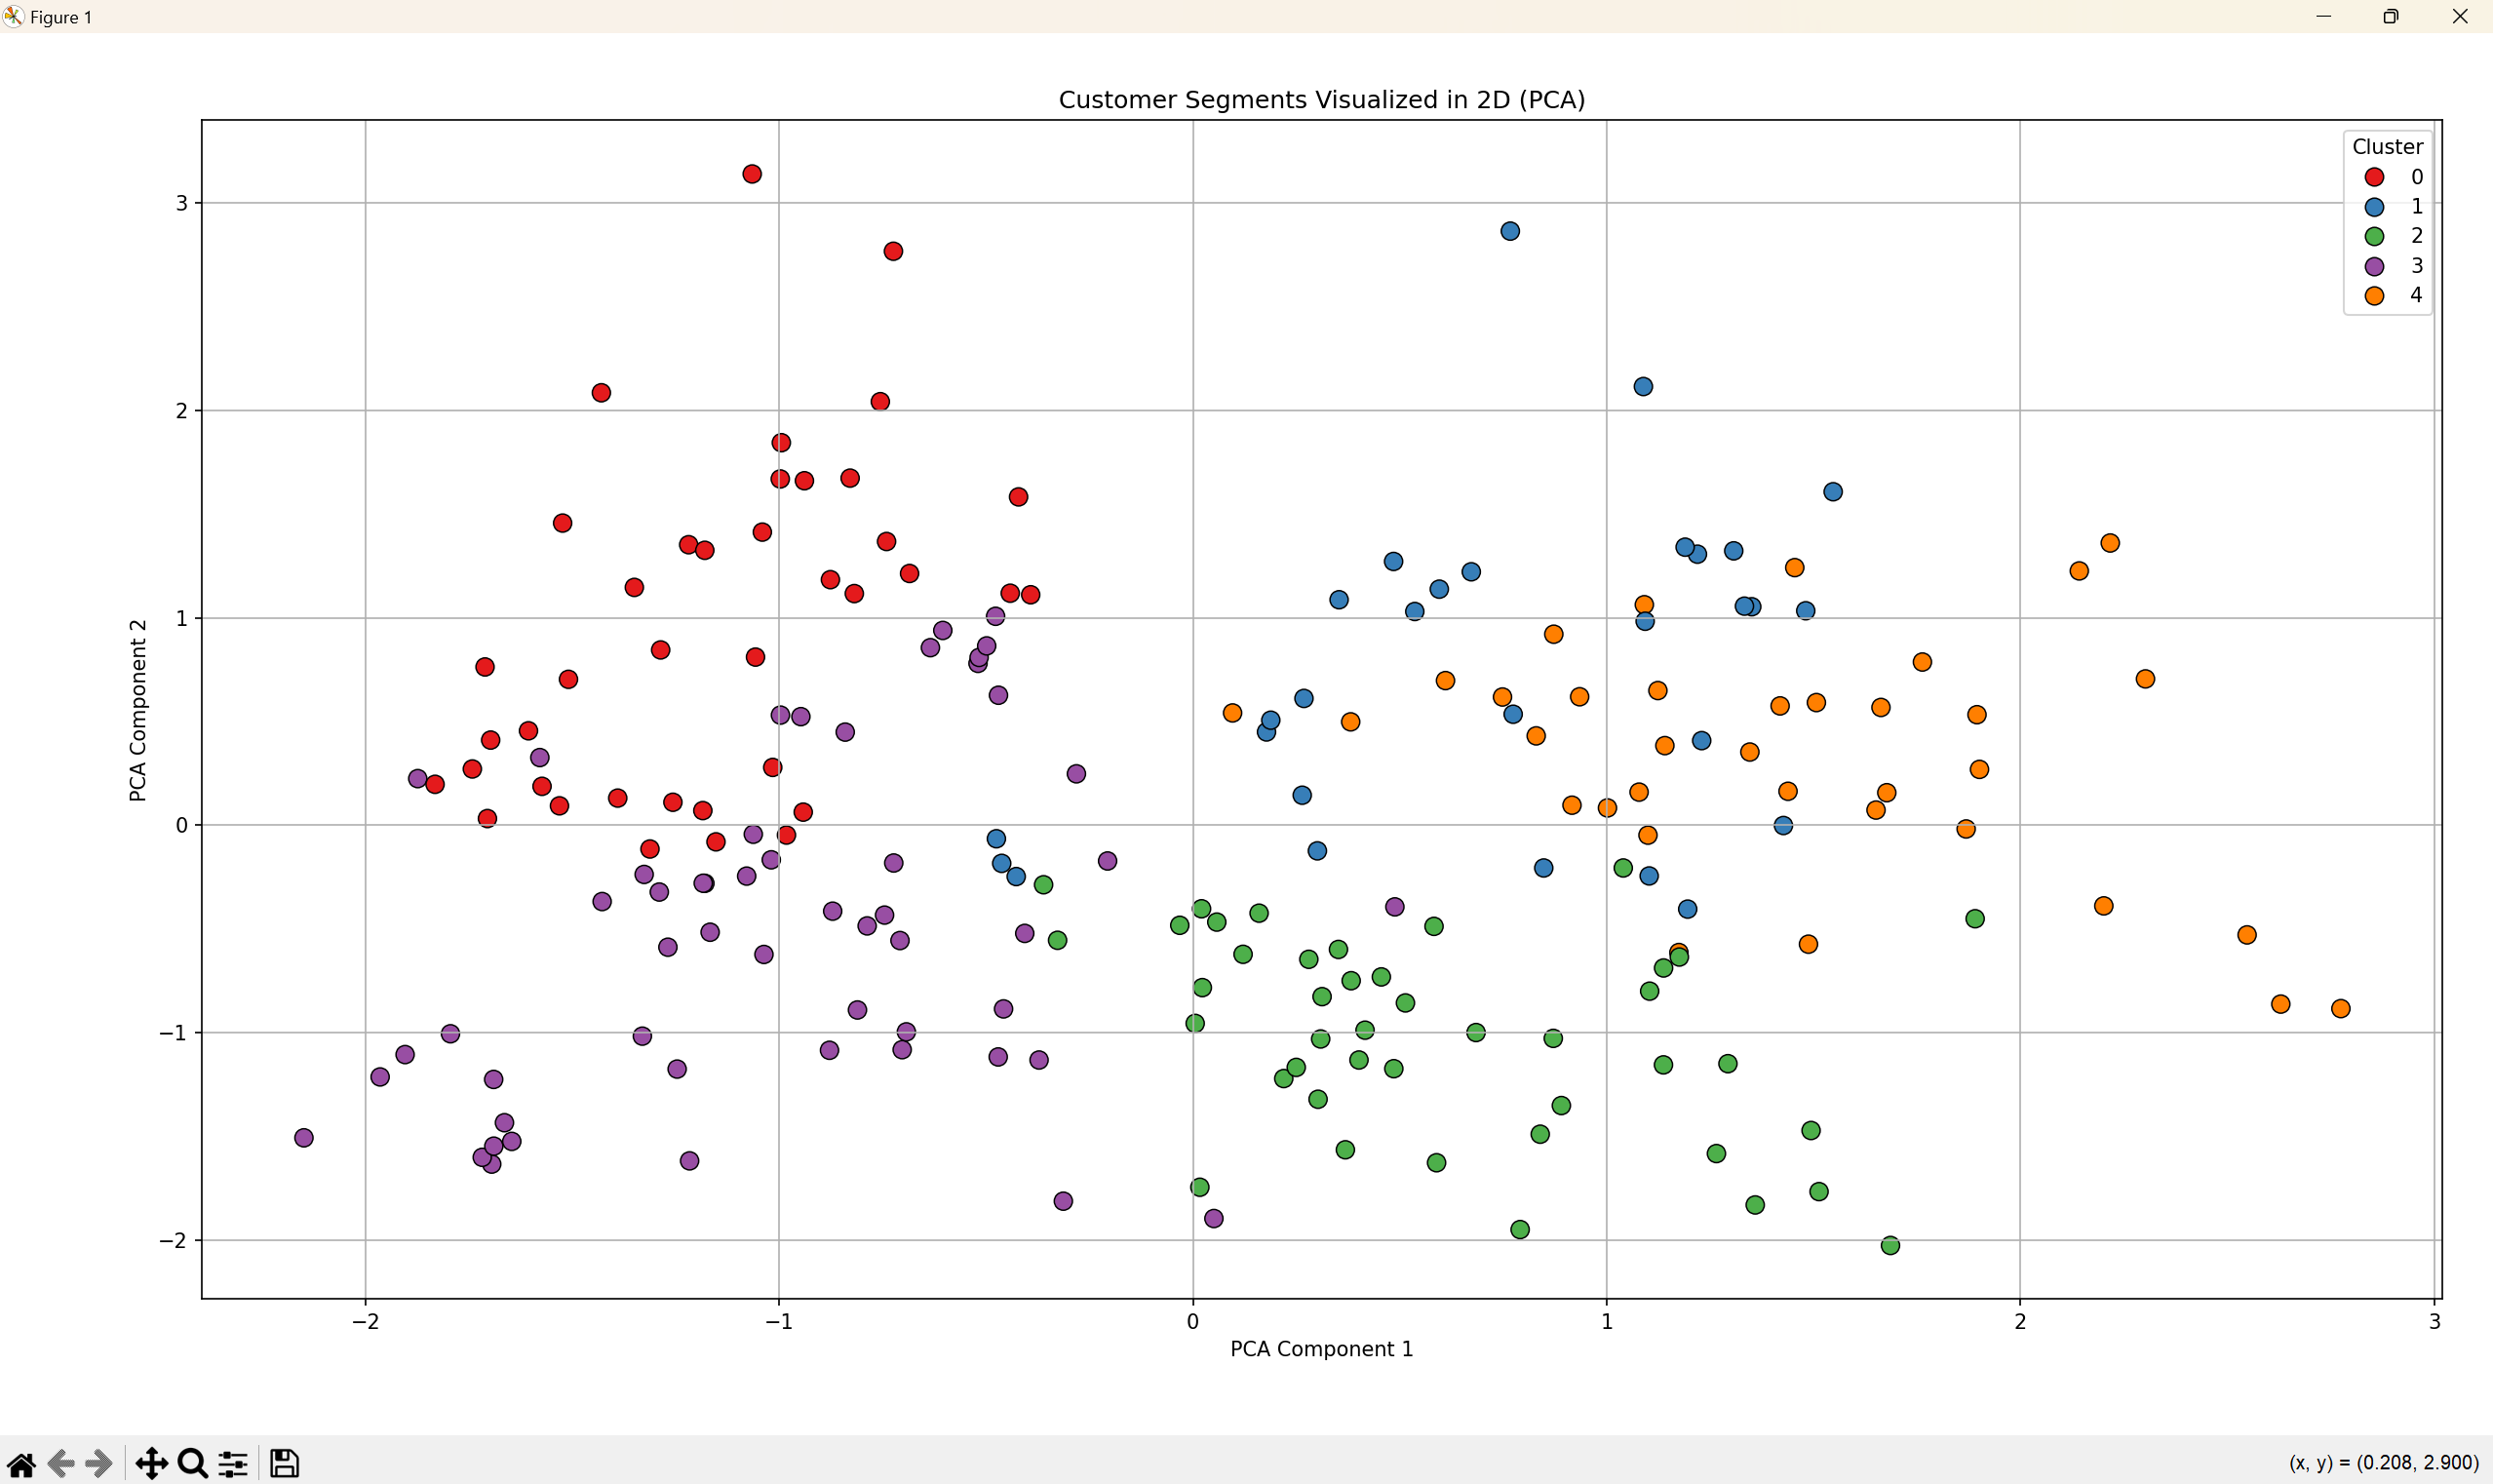 Figure 1
Customer Segments Visualized in 2D (PCA)
Cluster
0
1
2
3
4
3
2
1
0
−1
−2
PCA Component 2
−2
−1
0
1
2
3
PCA Component 1
(x, y) = (0.208, 2.900)